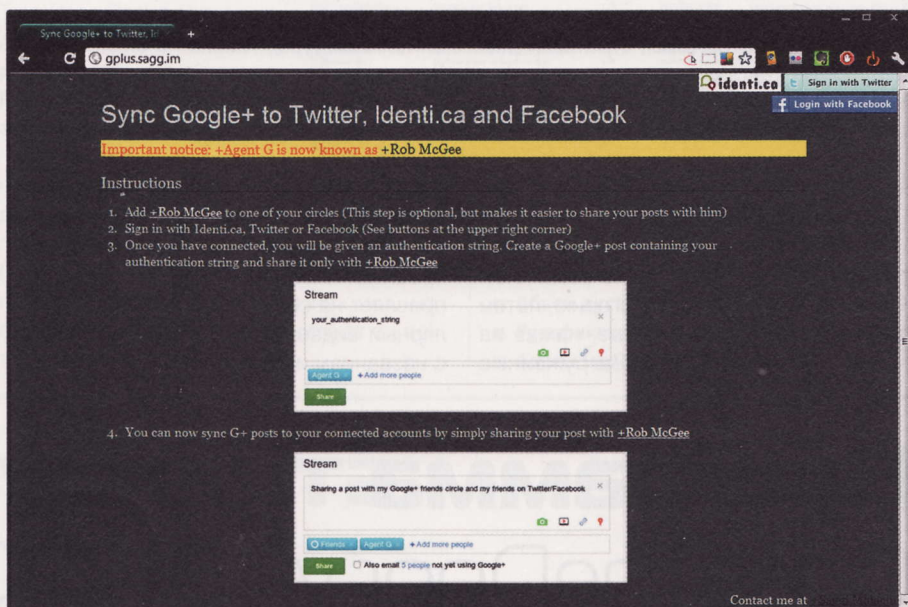 Sync Google+ to Twitter, Id
gplus.sagg.im
identi.ca
Sign in with Twitter
Login with Facebook
Sync Google+ to Twitter, Identi.ca and Facebook
Important notice: +Agent G is now known as +Rob McGee
Instructions
1. Add +Rob McGee to one of your circles (This step is optional, but makes it easier to share your posts with him)
2. Sign in with Identi.ca, Twitter or Facebook (See buttons at the upper right corner)
3. Once you have connected, you will be given an authentication string. Create a Google+ post containing your
authentication string and share it only with +Rob McGee
Stream
your_authentication_string
Agent G
+ Add more people
Share
4. You can now sync G+ posts to your connected accounts by simply sharing your post with +Rob McGee
Stream
Sharing a post with my Google+ friends circle and my friends on Twitter/Facebook
Friends
Agent G
+ Add more people
Share
Also email 5 people not yet using Google+
Contact me at